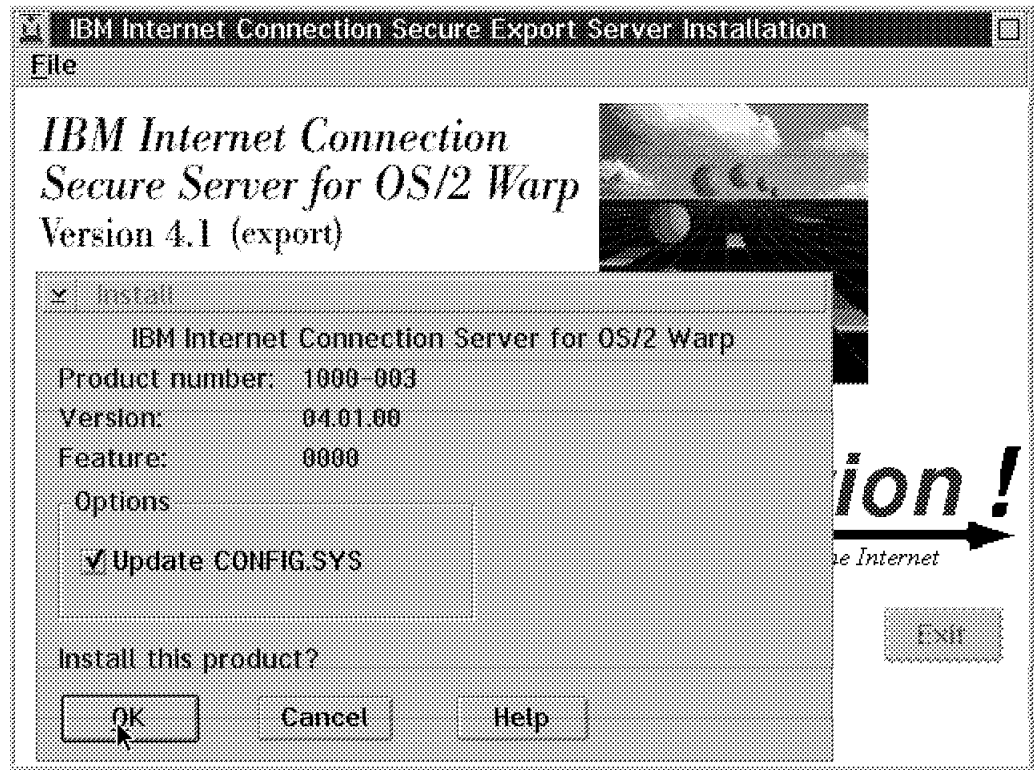 IBM Internet Connection Secure Export Server Installation
File
IBM Internet Connection
Secure Server for OS/2 Warp
Version 4.1 (export)
Install
IBM Internet Connection Server for OS/2 Warp
Product number: 1000-003
Version: 04.01.00
Feature: 0000
Options
Update CONFIG.SYS
Install this product?
OK Cancel Help
ion !
he Internet
Exit